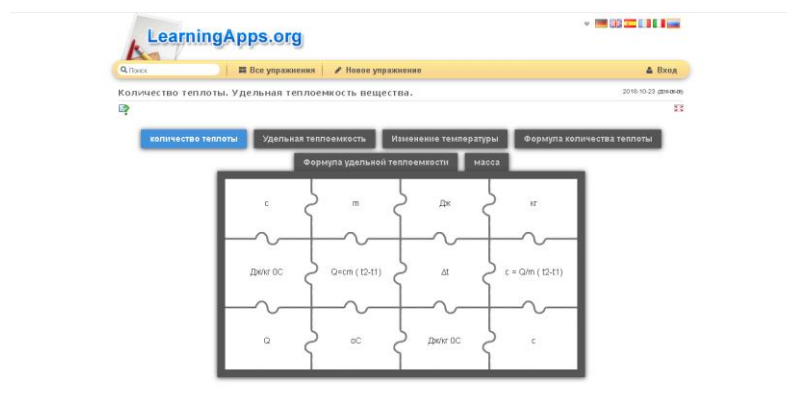 LearningApps.org
Поиск Все упражнения Новое упражнение Вход
Количество теплоты. Удельная теплоемкость вещества. 2016-10-23
количество теплоты Удельная теплоемкость Изменение температуры Формула количества теплоты
Формула удельной теплоемкости масса
c m Дж кг
Дж/кг 0С Q=cm ( t2-t1) Δt c = Q/m ( t2-t1)
Q oC Дж/кг 0С c